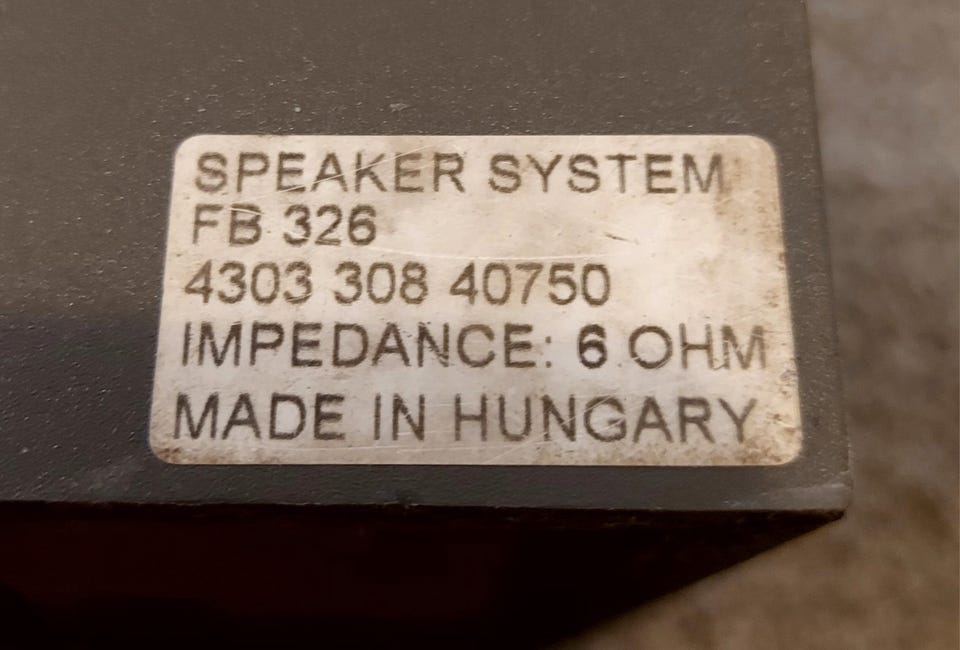 SPEAKER SYSTEM
FB 326
4303 308 40750
IMPEDANCE: 6 OHM
MADE IN HUNGARY